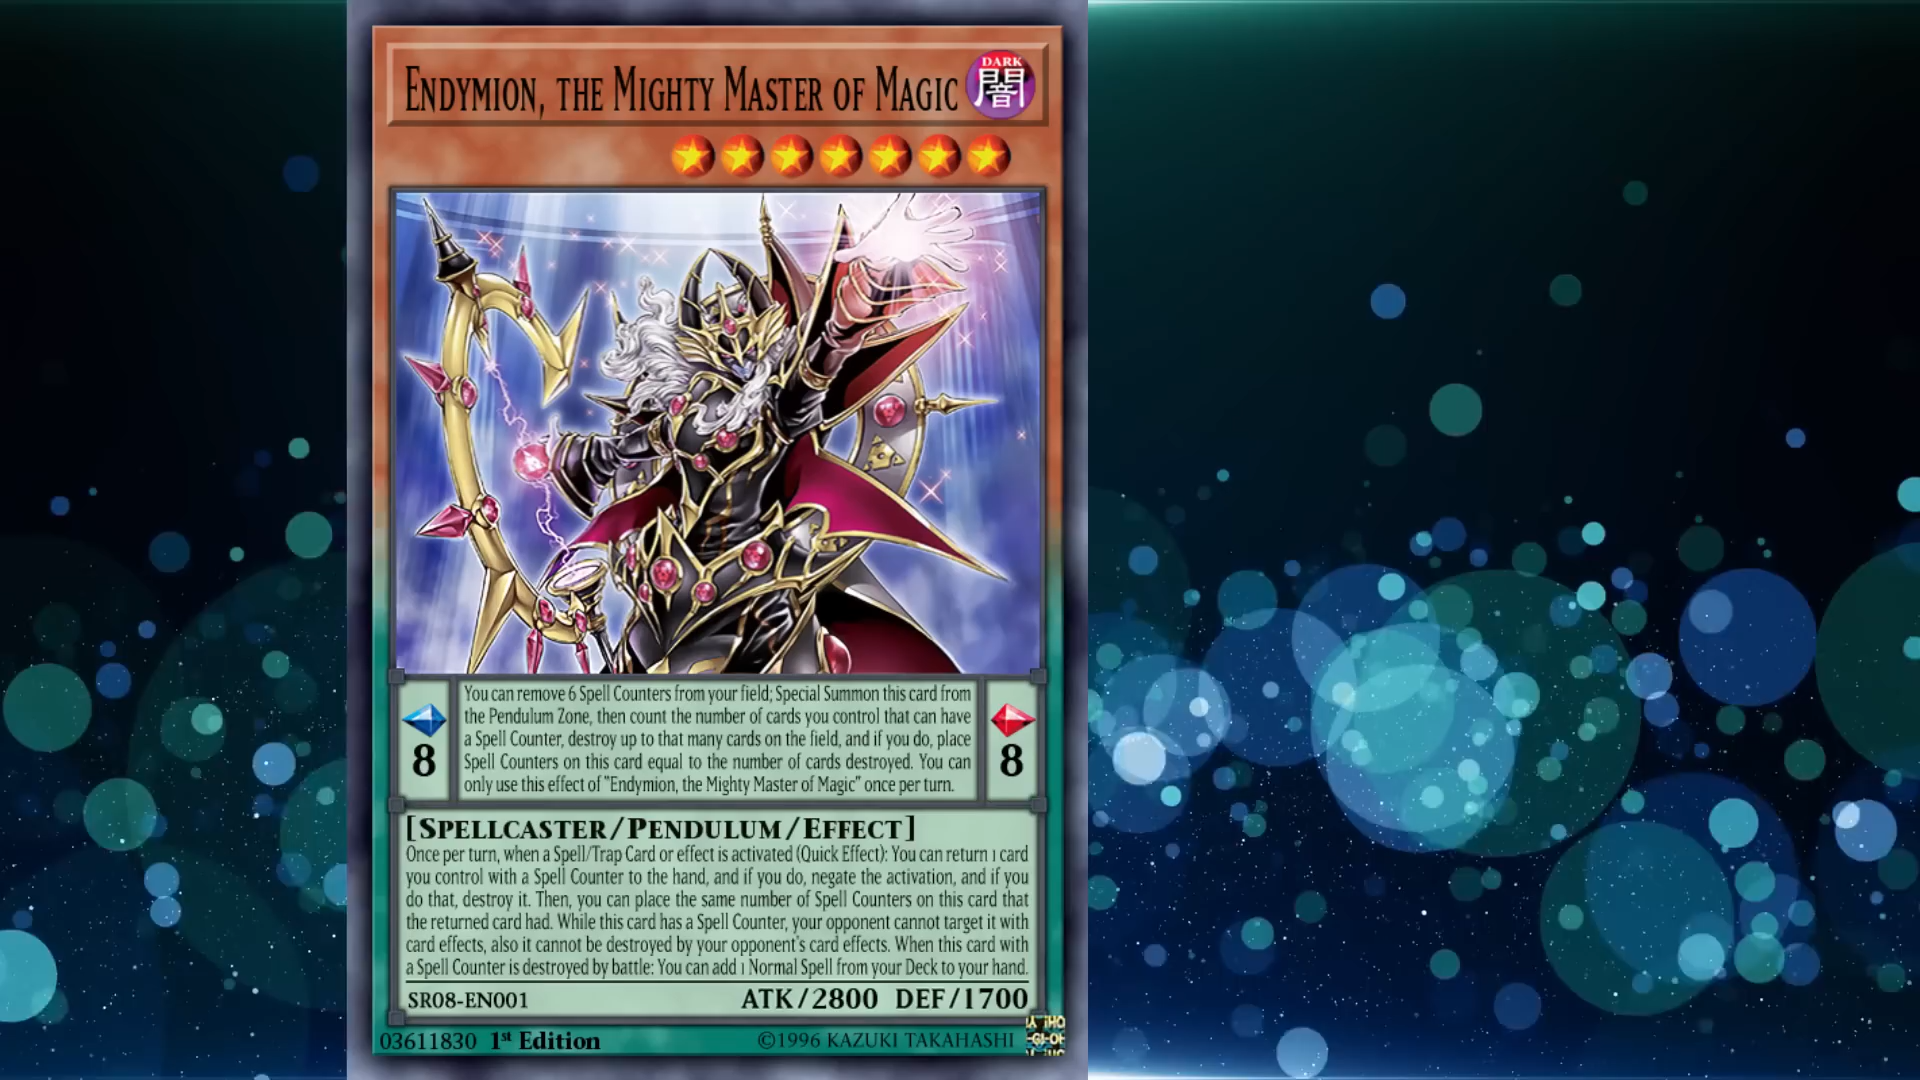 ENDYMION, THE MIGHTY MASTER OF MAGIC
DARK
闇
You can remove 6 Spell Counters from your field; Special Summon this card from
the Pendulum Zone, then count the number of cards you control that can have
a Spell Counter, destroy up to that many cards on the field, and if you do, place
Spell Counters on this card equal to the number of cards destroyed. You can
only use this effect of "Endymion, the Mighty Master of Magic" once per turn.
8
8
[SPELLCASTER/PENDULUM/EFFECT]
Once per turn, when a Spell/Trap Card or effect is activated (Quick Effect): You can return 1 card
you control with a Spell Counter to the hand, and if you do, negate the activation, and if you
do that, destroy it. Then, you can place the same number of Spell Counters on this card that
the returned card had. While this card has a Spell Counter, your opponent cannot target it with
card effects, also it cannot be destroyed by your opponent's card effects. When this card with
a Spell Counter is destroyed by battle: You can add 1 Normal Spell from your Deck to your hand.
SR08-EN001
ATK/2800 DEF/1700
03611830 1st Edition
©1996 KAZUKI TAKAHASHI